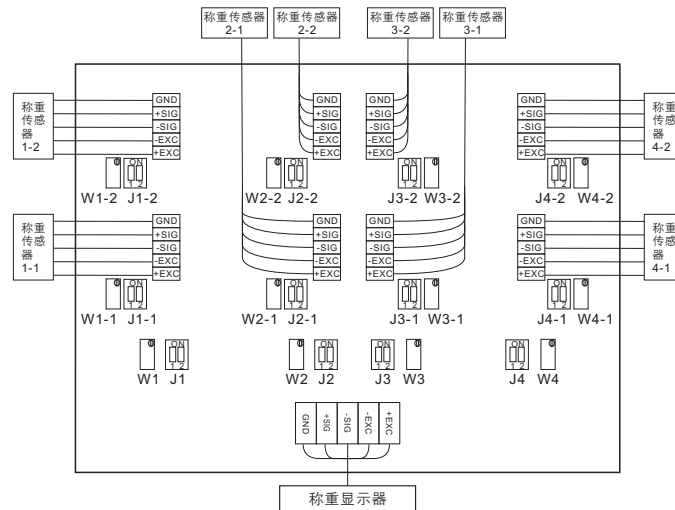 称重传感器
2-1
称重传感器
2-2
称重传感器
3-2
称重传感器
3-1
称重
传感
器
1-2
GND
+SIG
-SIG
-EXC
+EXC
GND
+SIG
-SIG
-EXC
+EXC
GND
+SIG
-SIG
-EXC
+EXC
GND
+SIG
-SIG
-EXC
+EXC
称重
传感
器
4-2
ON
1 2
ON
1 2
ON
1 2
ON
1 2
W1-2 J1-2
W2-2 J2-2
J3-2 W3-2
J4-2 W4-2
称重
传感
器
1-1
GND
+SIG
-SIG
-EXC
+EXC
GND
+SIG
-SIG
-EXC
+EXC
GND
+SIG
-SIG
-EXC
+EXC
GND
+SIG
-SIG
-EXC
+EXC
称重
传感
器
4-1
ON
1 2
ON
1 2
ON
1 2
ON
1 2
W1-1 J1-1
W2-1 J2-1
J3-1 W3-1
J4-1 W4-1
ON
1 2
ON
1 2
ON
1 2
ON
1 2
W1 J1
W2 J2
J3 W3
J4 W4
GND
+SIG
-SIG
-EXC
+EXC
称重显示器